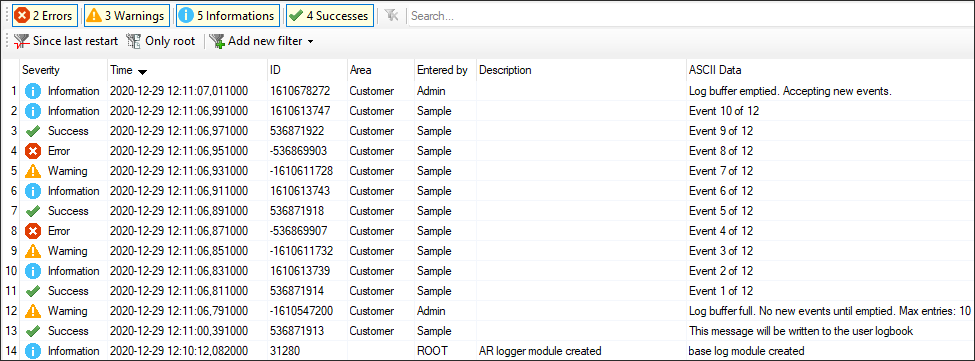 2 Errors 3 Warnings 5 Informations 4 Successes Search...
Since last restart Only root Add new filter
Severity Time ID Area Entered by Description ASCII Data
1 Information 2020-12-29 12:11:07,011000 1610678272 Customer Admin Log buffer emptied. Accepting new events.
2 Information 2020-12-29 12:11:06,991000 1610613747 Customer Sample Event 10 of 12
3 Success 2020-12-29 12:11:06,971000 536871922 Customer Sample Event 9 of 12
4 Error 2020-12-29 12:11:06,951000 -536869903 Customer Sample Event 8 of 12
5 Warning 2020-12-29 12:11:06,931000 -1610611728 Customer Sample Event 7 of 12
6 Information 2020-12-29 12:11:06,911000 1610613743 Customer Sample Event 6 of 12
7 Success 2020-12-29 12:11:06,891000 536871918 Customer Sample Event 5 of 12
8 Error 2020-12-29 12:11:06,871000 -536869907 Customer Sample Event 4 of 12
9 Warning 2020-12-29 12:11:06,851000 -1610611732 Customer Sample Event 3 of 12
10 Information 2020-12-29 12:11:06,831000 1610613739 Customer Sample Event 2 of 12
11 Success 2020-12-29 12:11:06,811000 536871914 Customer Sample Event 1 of 12
12 Warning 2020-12-29 12:11:06,791000 -1610547200 Customer Admin Log buffer full. No new events until emptied. Max entries: 10
13 Success 2020-12-29 12:11:00,391000 536871913 Customer Sample This message will be written to the user logbook
14 Information 2020-12-29 12:10:12,082000 31280 ROOT AR logger module created base log module created